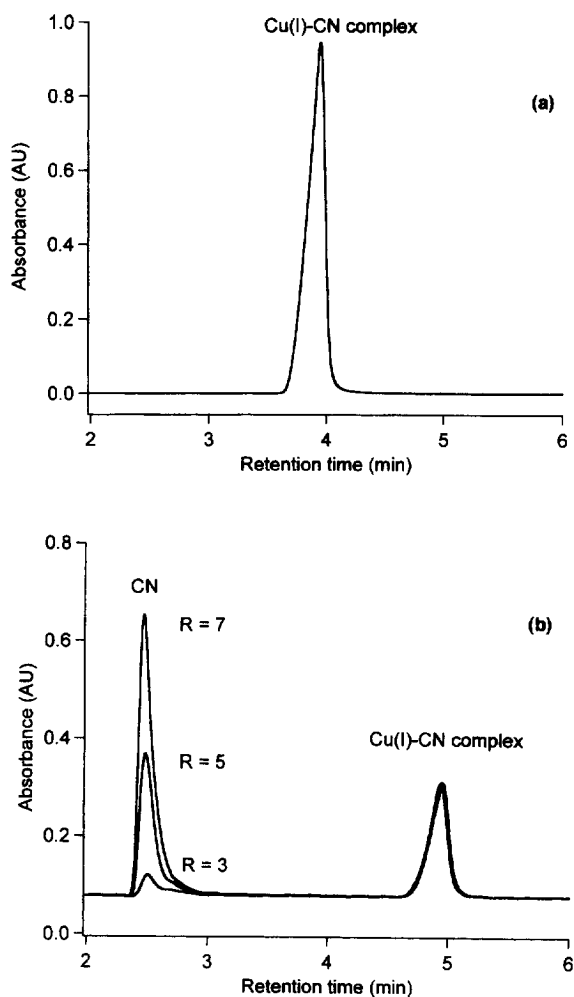 Cu(I)-CN complex
(a)
Absorbance (AU)
1.0
0.8
0.6
0.4
0.2
0.0
2 3 4 5 6
Retention time (min)
(b)
Absorbance (AU)
0.8
0.6
0.4
0.2
0.0
CN
R = 7
R = 5
R = 3
Cu(I)-CN complex
2 3 4 5 6
Retention time (min)